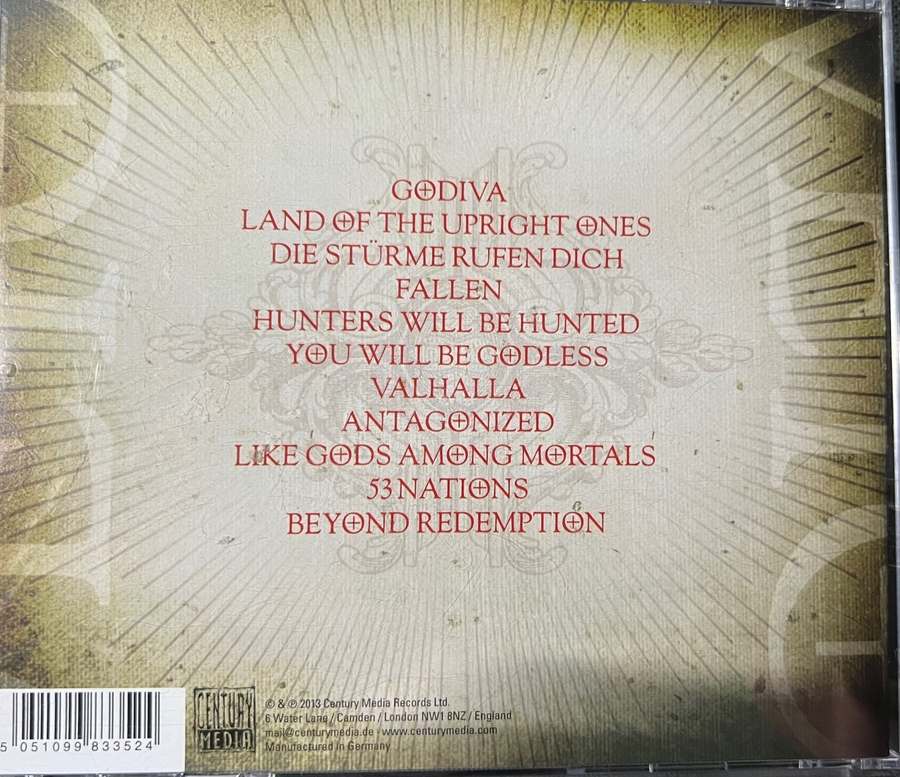 GODIVA
LAND OF THE UPRIGHT ONES
DIE STÜRME RUFEN DICH
FALLEN
HUNTERS WILL BE HUNTED
YOU WILL BE GODLESS
VALHALLA
ANTAGONIZED
LIKE GODS AMONG MORTALS
53 NATIONS
BEYOND REDEMPTION
5 051099 833524
CENTURY
MEDIA
© & ℗ 2013 Century Media Records Ltd.
6 Water Lane / Camden / London NW1 8NZ / England
mail@centurymedia.de · www.centurymedia.com
Manufactured in Germany